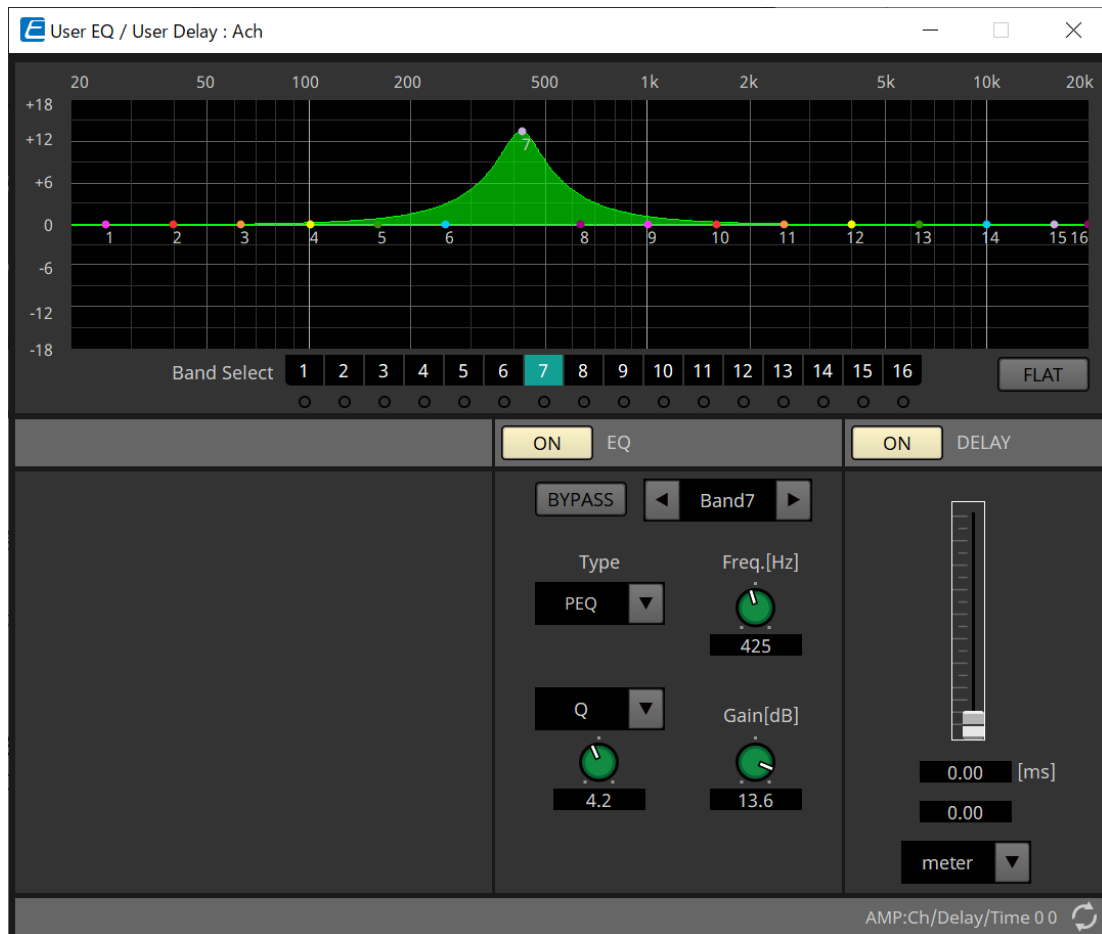 E User EQ / User Delay : Ach
20 50 100 200 500 1k 2k 5k 10k 20k
+18
+12
7
+6
0
1 2 3 4 5 6 8 9 10 11 12 13 14 15 16
-6
-12
-18
Band Select 1 2 3 4 5 6 7 8 9 10 11 12 13 14 15 16 FLAT
ON EQ ON DELAY
BYPASS Band7
Type Freq.[Hz]
PEQ
425
Q Gain[dB]
4.2 13.6
0.00 [ms]
0.00
meter
AMP:Ch/Delay/Time 0 0